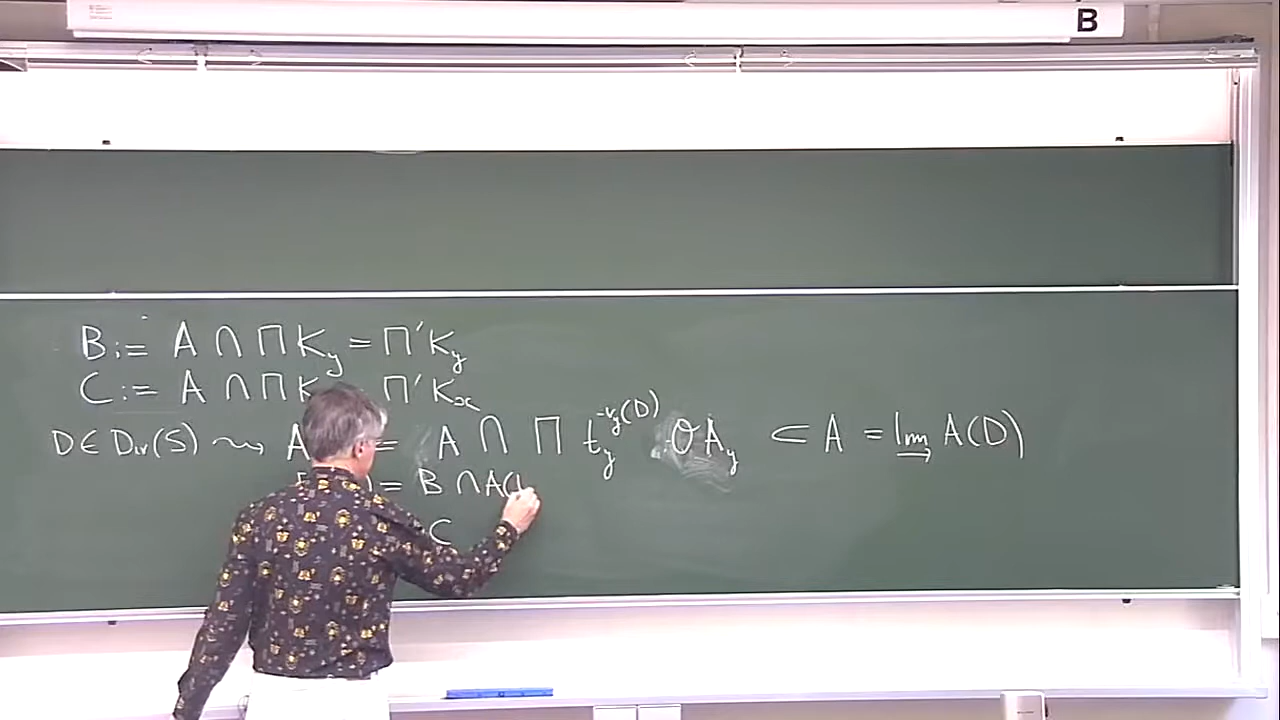 B
B := A ∩ ∏ K_y = ∏' K_y
C := A ∩ ∏ K ∏' K_x
D ∈ Div(S) ⇝ A = A ∩ ∏ t_y^{-v_y(D)} · O A_y ⊂ A = lim→ A(D)
= B ∩ A(
C